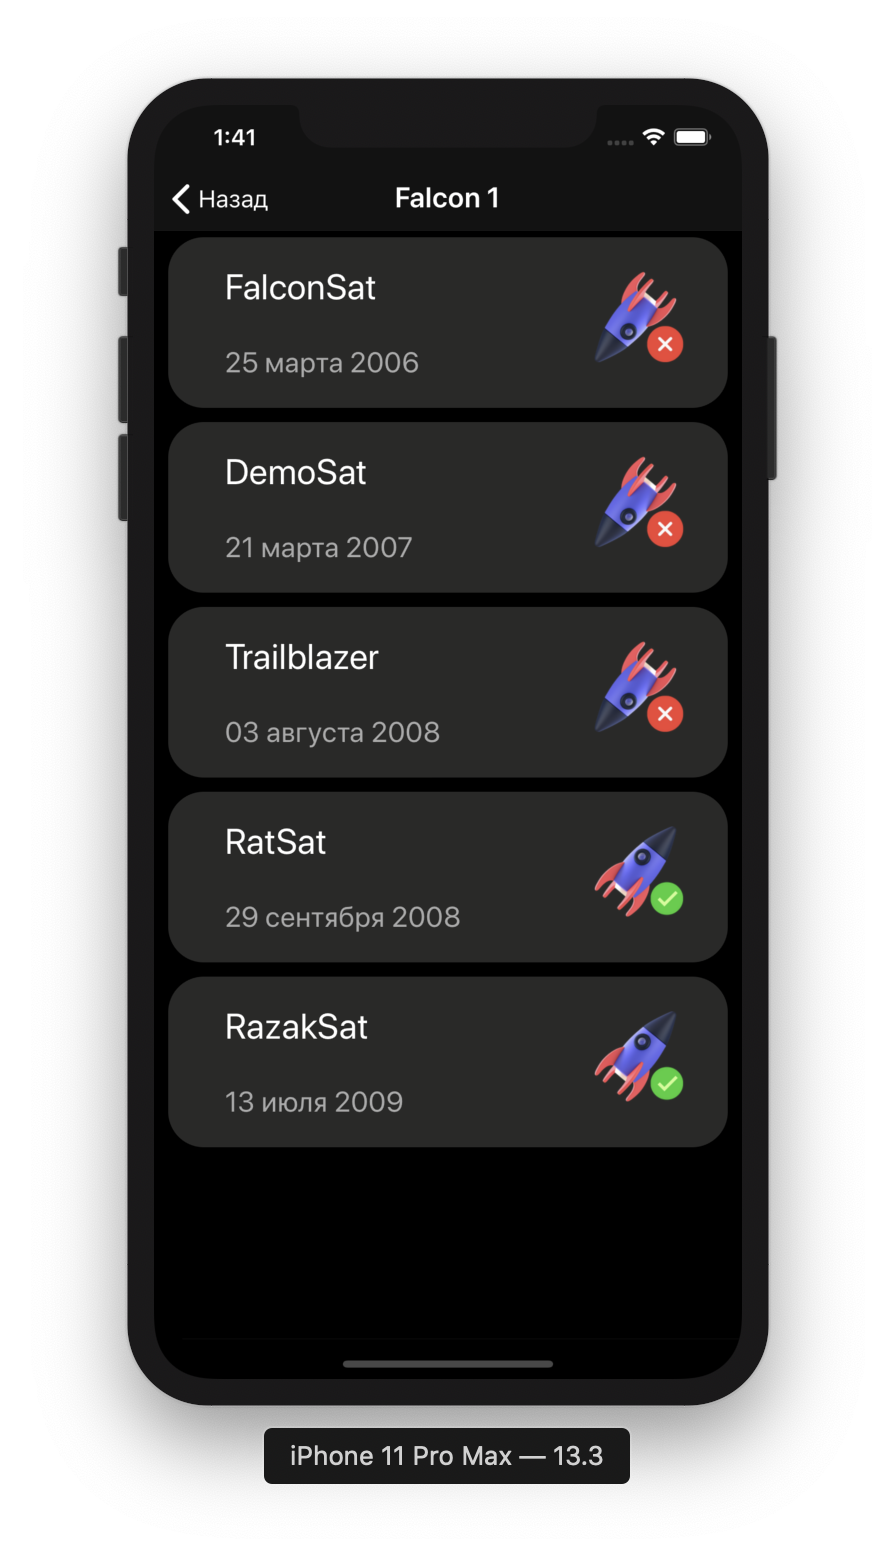 1:41
Назад
Falcon 1
FalconSat
25 марта 2006
DemoSat
21 марта 2007
Trailblazer
03 августа 2008
RatSat
29 сентября 2008
RazakSat
13 июля 2009
iPhone 11 Pro Max — 13.3